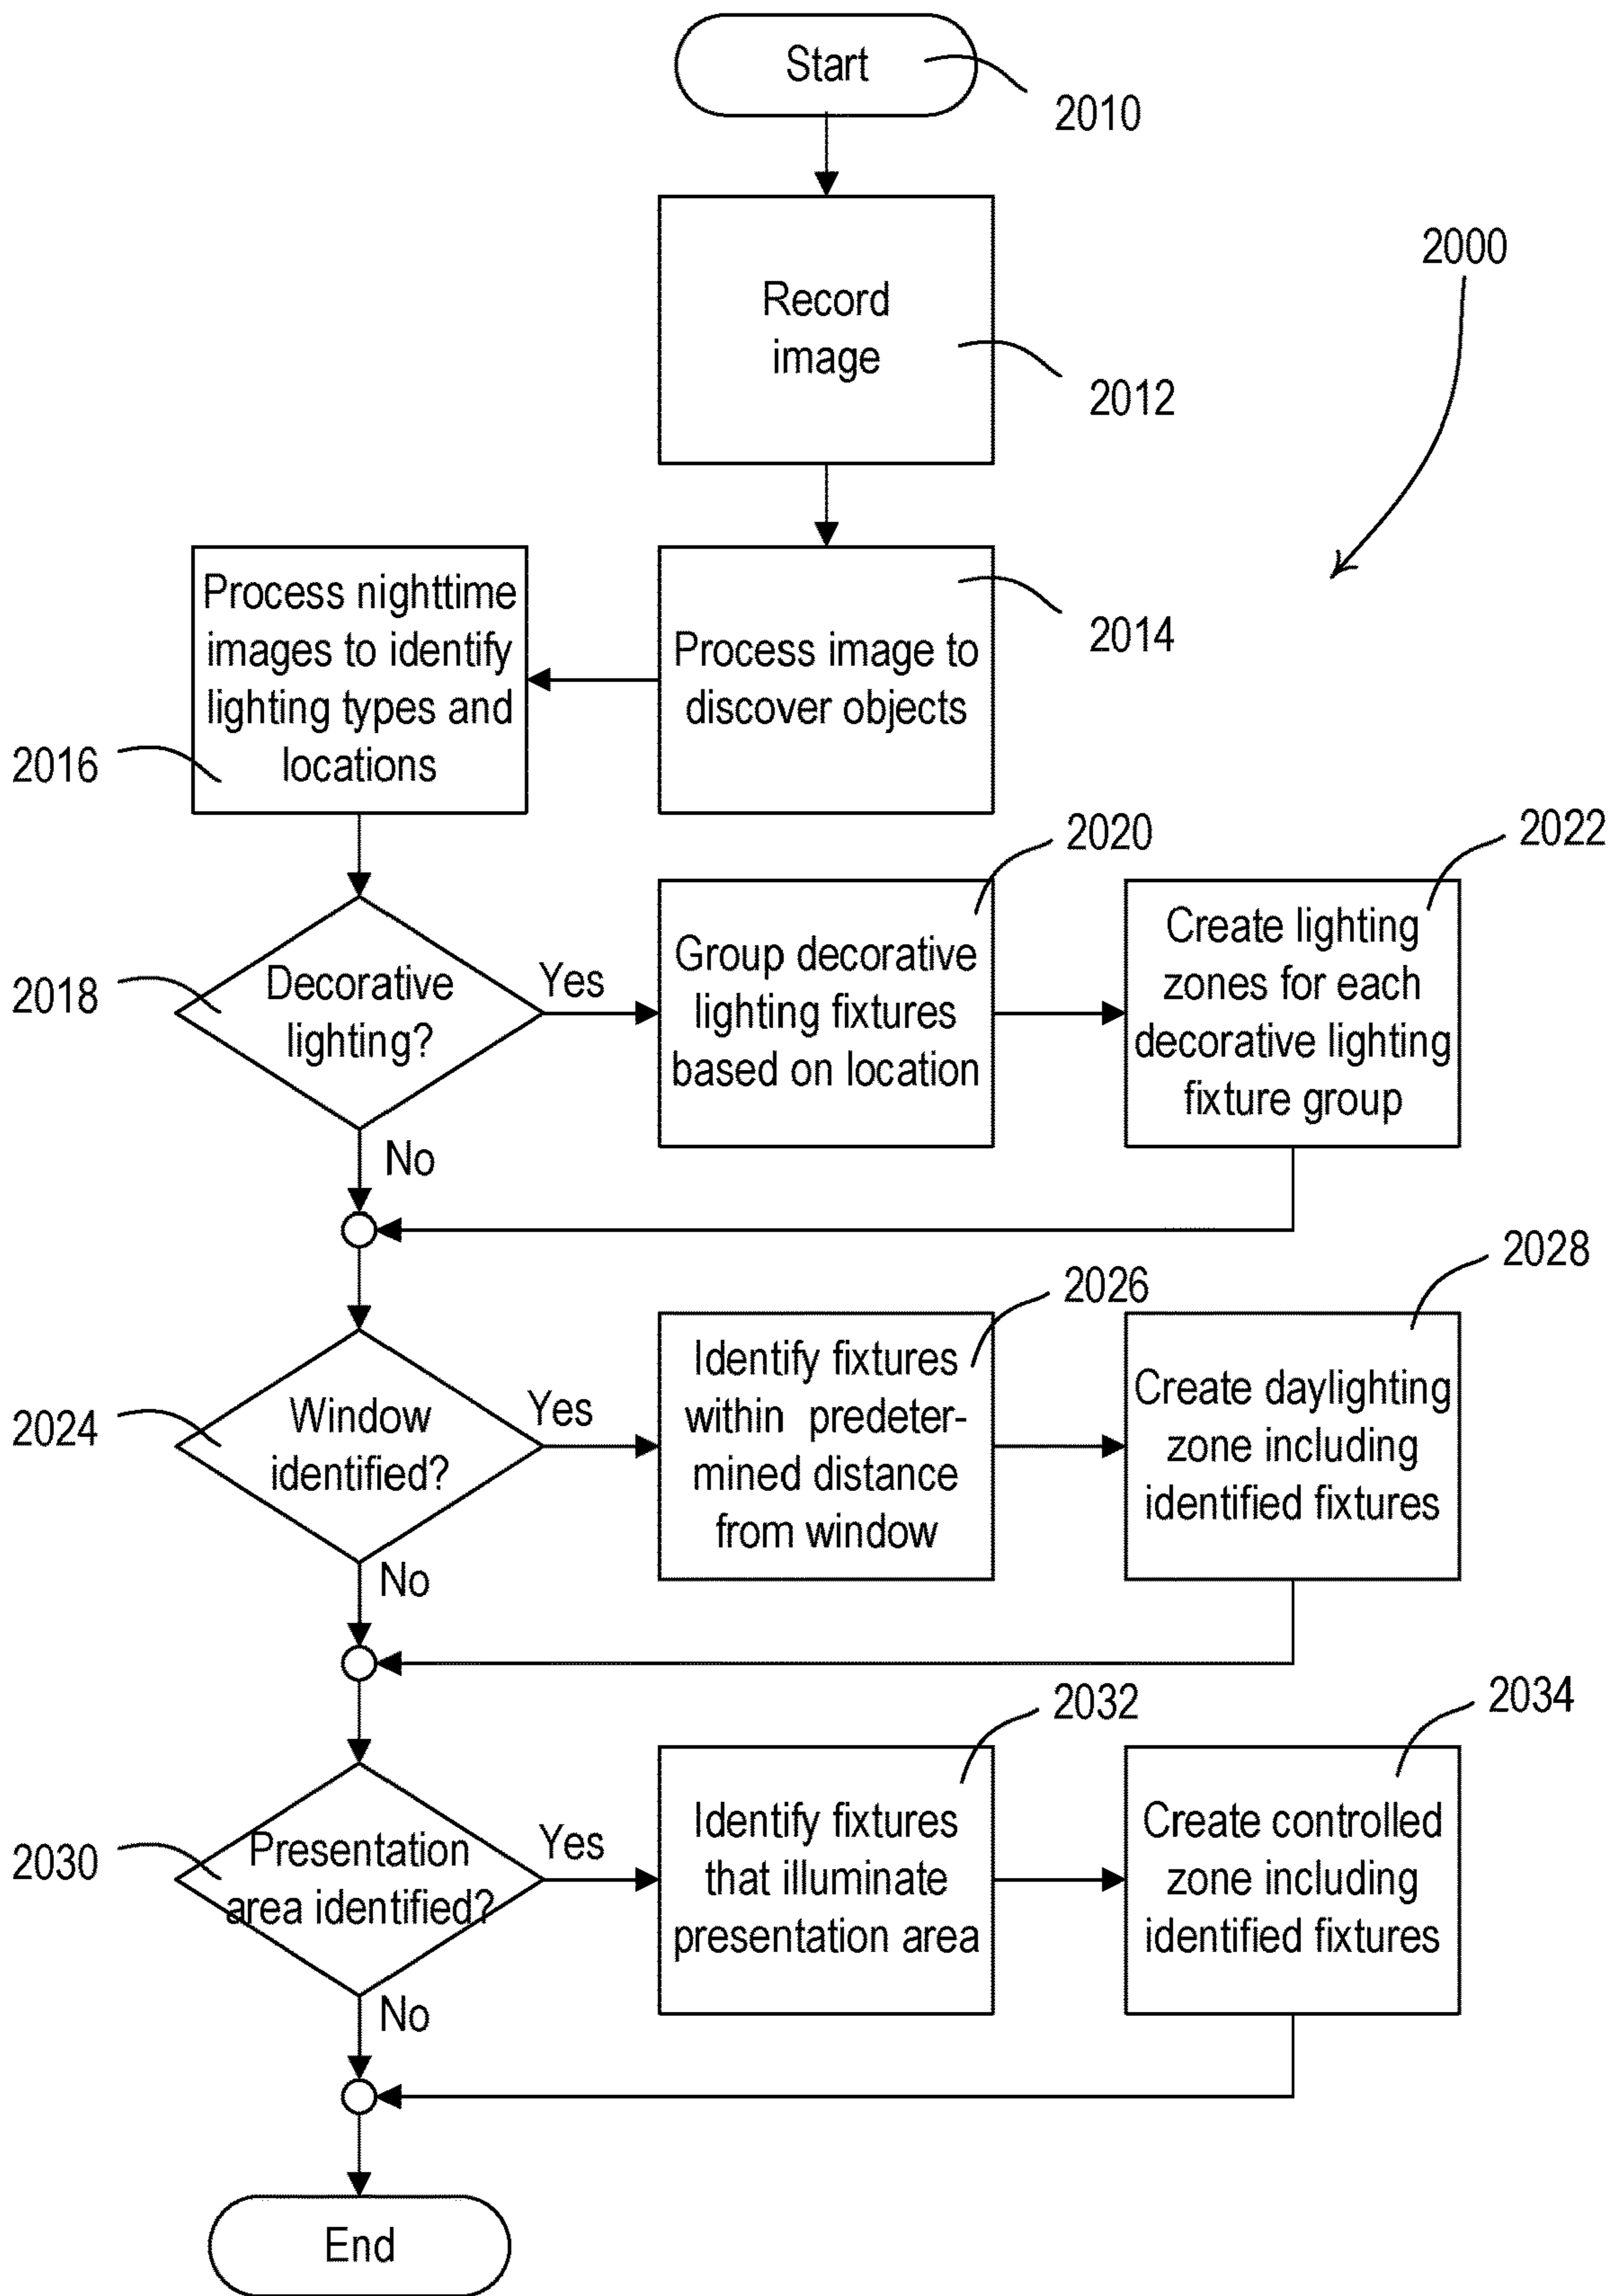 Start
2010
2000
Record
image
2012
Process image to
discover objects
2014
Process nighttime
images to identify
lighting types and
locations
2016
Decorative
lighting?
2018
Yes
No
Group decorative
lighting fixtures
based on location
2020
Create lighting
zones for each
decorative lighting
fixture group
2022
Window
identified?
2024
Yes
No
Identify fixtures
within predeter-
mined distance
from window
2026
Create daylighting
zone including
identified fixtures
2028
Presentation
area identified?
2030
Yes
No
Identify fixtures
that illuminate
presentation area
2032
Create controlled
zone including
identified fixtures
2034
End